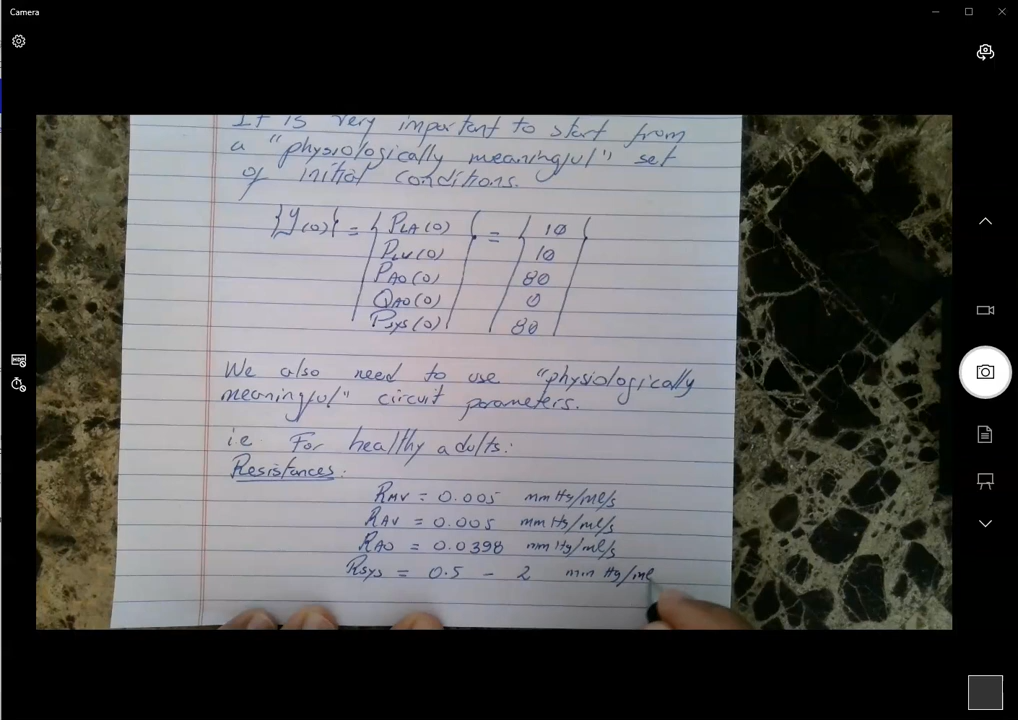 Camera
It is very important to start from
a "physiologically meaningful" set
of initial conditions.
{Y(0)} = { PLA(0) } = { 10 }
PLV(0) 10
PAO(0) 80
QAO(0) 0
PSYS(0) 80
We also need to use "physiologically
meaningful" circuit parameters.
i.e. For healthy adults:
Resistances:
RMV = 0.005 mmHg/ml/s
RAV = 0.005 mmHg/ml/s
RAO = 0.0398 mmHg/ml/s
RSYS = 0.5 - 2 mmHg/ml